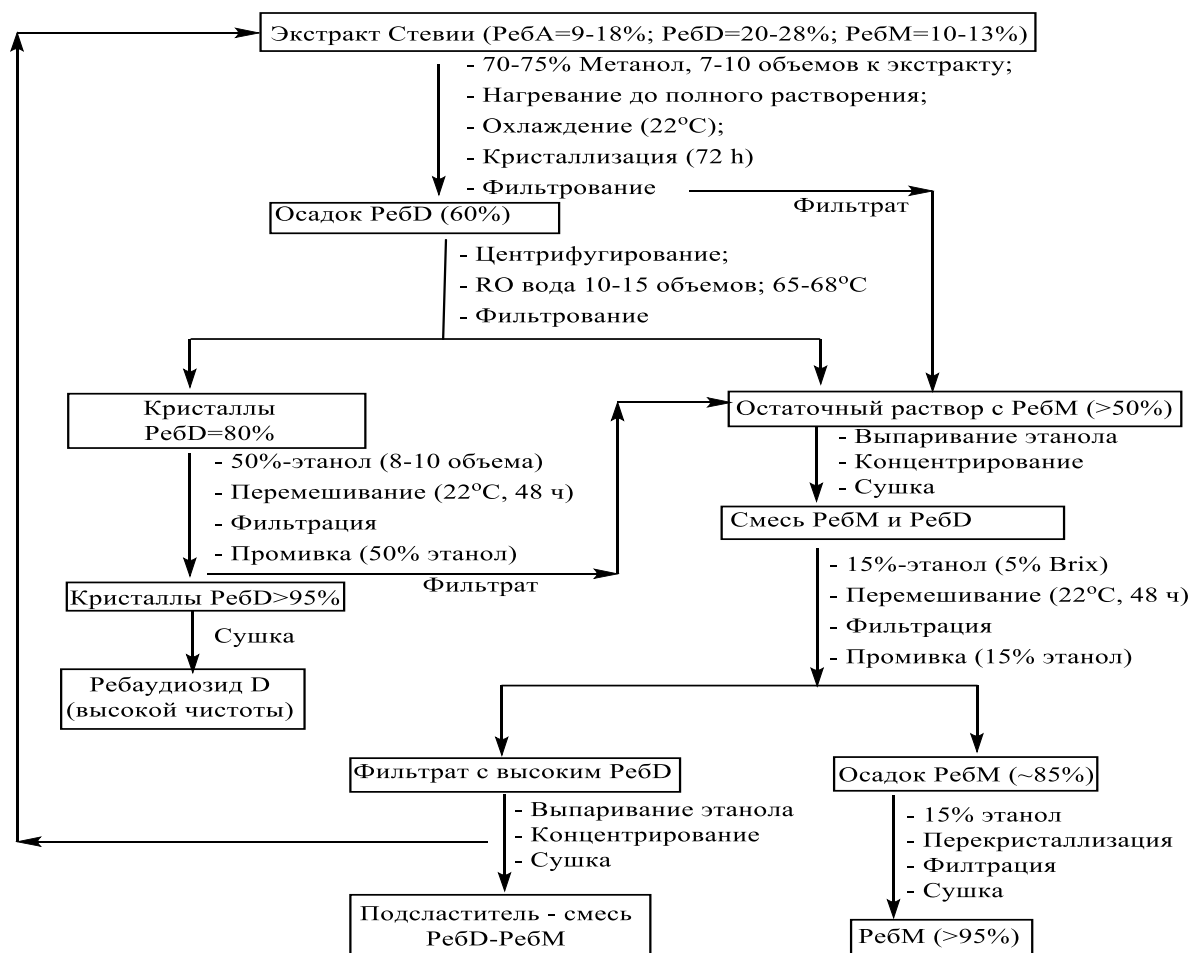 Экстракт Стевии (РебА=9-18%; РебD=20-28%; РебМ=10-13%)
- 70-75% Метанол, 7-10 объемов к экстракту;
- Нагревание до полного растворения;
- Охлаждение (22°C);
- Кристаллизация (72 h)
- Фильтрование
Фильтрат
Осадок РебD (60%)
- Центрифугирование;
- RO вода 10-15 объемов; 65-68°C
- Фильтрование
Кристаллы
РебD=80%
Остаточный раствор с РебМ (>50%)
- 50%-этанол (8-10 объема)
- Перемешивание (22°C, 48 ч)
- Фильтрация
- Промивка (50% этанол)
Фильтрат
- Выпаривание этанола
- Концентрирование
- Сушка
Смесь РебМ и РебD
Кристаллы РебD>95%
Сушка
Ребаудиозид D
(высокой чистоты)
- 15%-этанол (5% Brix)
- Перемешивание (22°C, 48 ч)
- Фильтрация
- Промивка (15% этанол)
Фильтрат с высоким РебD
Осадок РебМ (~85%)
- Выпаривание этанола
- Концентрирование
- Сушка
- 15% этанол
- Перекристаллизация
- Филтрация
- Сушка
Подсластитель - смесь
РебD-РебМ
РебМ (>95%)